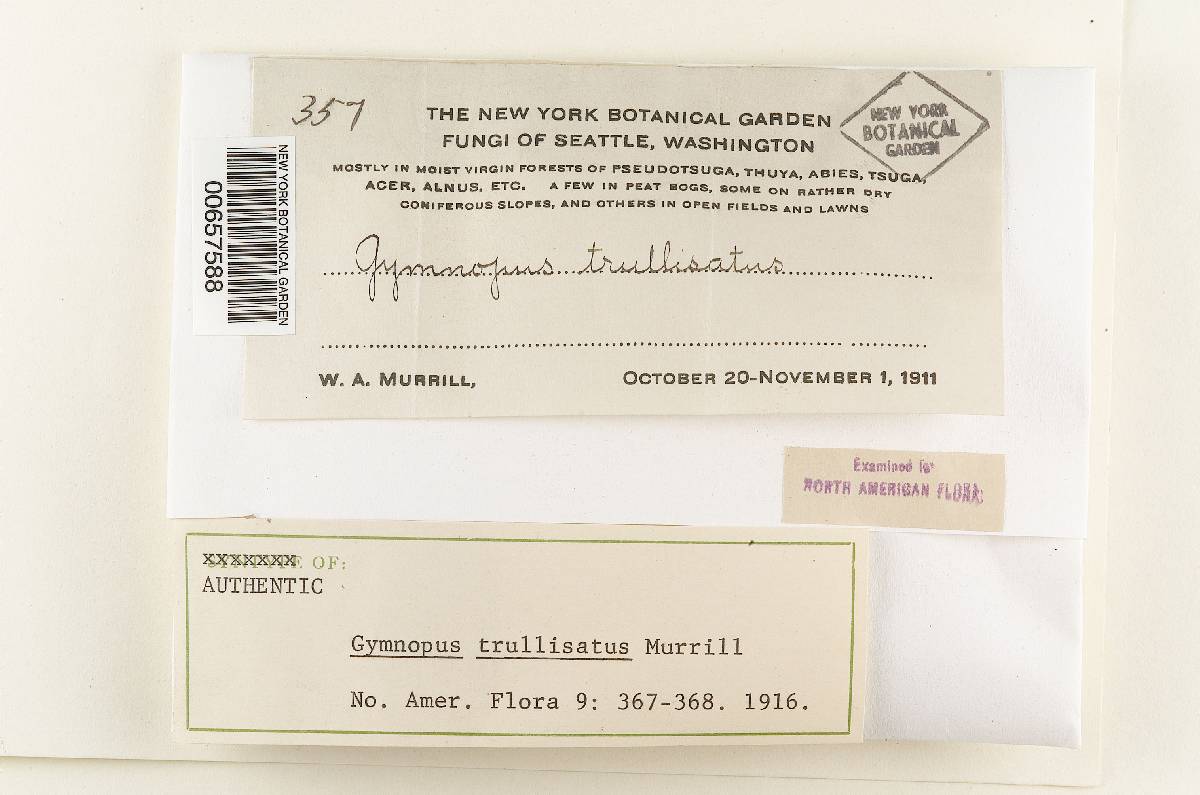 357
THE NEW YORK BOTANICAL GARDEN
FUNGI OF SEATTLE, WASHINGTON
MOSTLY IN MOIST VIRGIN FORESTS OF PSEUDOTSUGA, THUYA, ABIES, TSUGA,
ACER, ALNUS, ETC. A FEW IN PEAT BOGS, SOME ON RATHER DRY
CONIFEROUS SLOPES, AND OTHERS IN OPEN FIELDS AND LAWNS
NEW YORK
BOTANICAL
GARDEN
NEW YORK BOTANICAL GARDEN
00657588
Gymnopus trullisatus
W. A. MURRILL,
OCTOBER 20-NOVEMBER 1, 1911
Examined for
NORTH AMERICAN FLORA
XXXXXXX OF:
AUTHENTIC
Gymnopus trullisatus Murrill
No. Amer. Flora 9: 367-368. 1916.